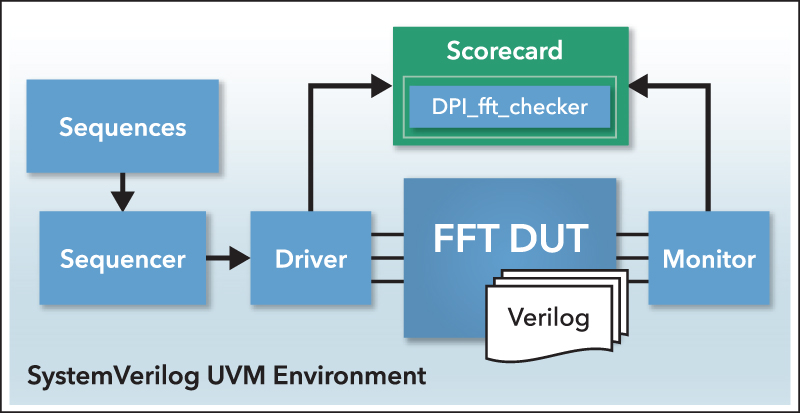 Scorecard
DPI_fft_checker
Sequences
FFT DUT
Sequencer
Driver
Monitor
Verilog
SystemVerilog UVM Environment